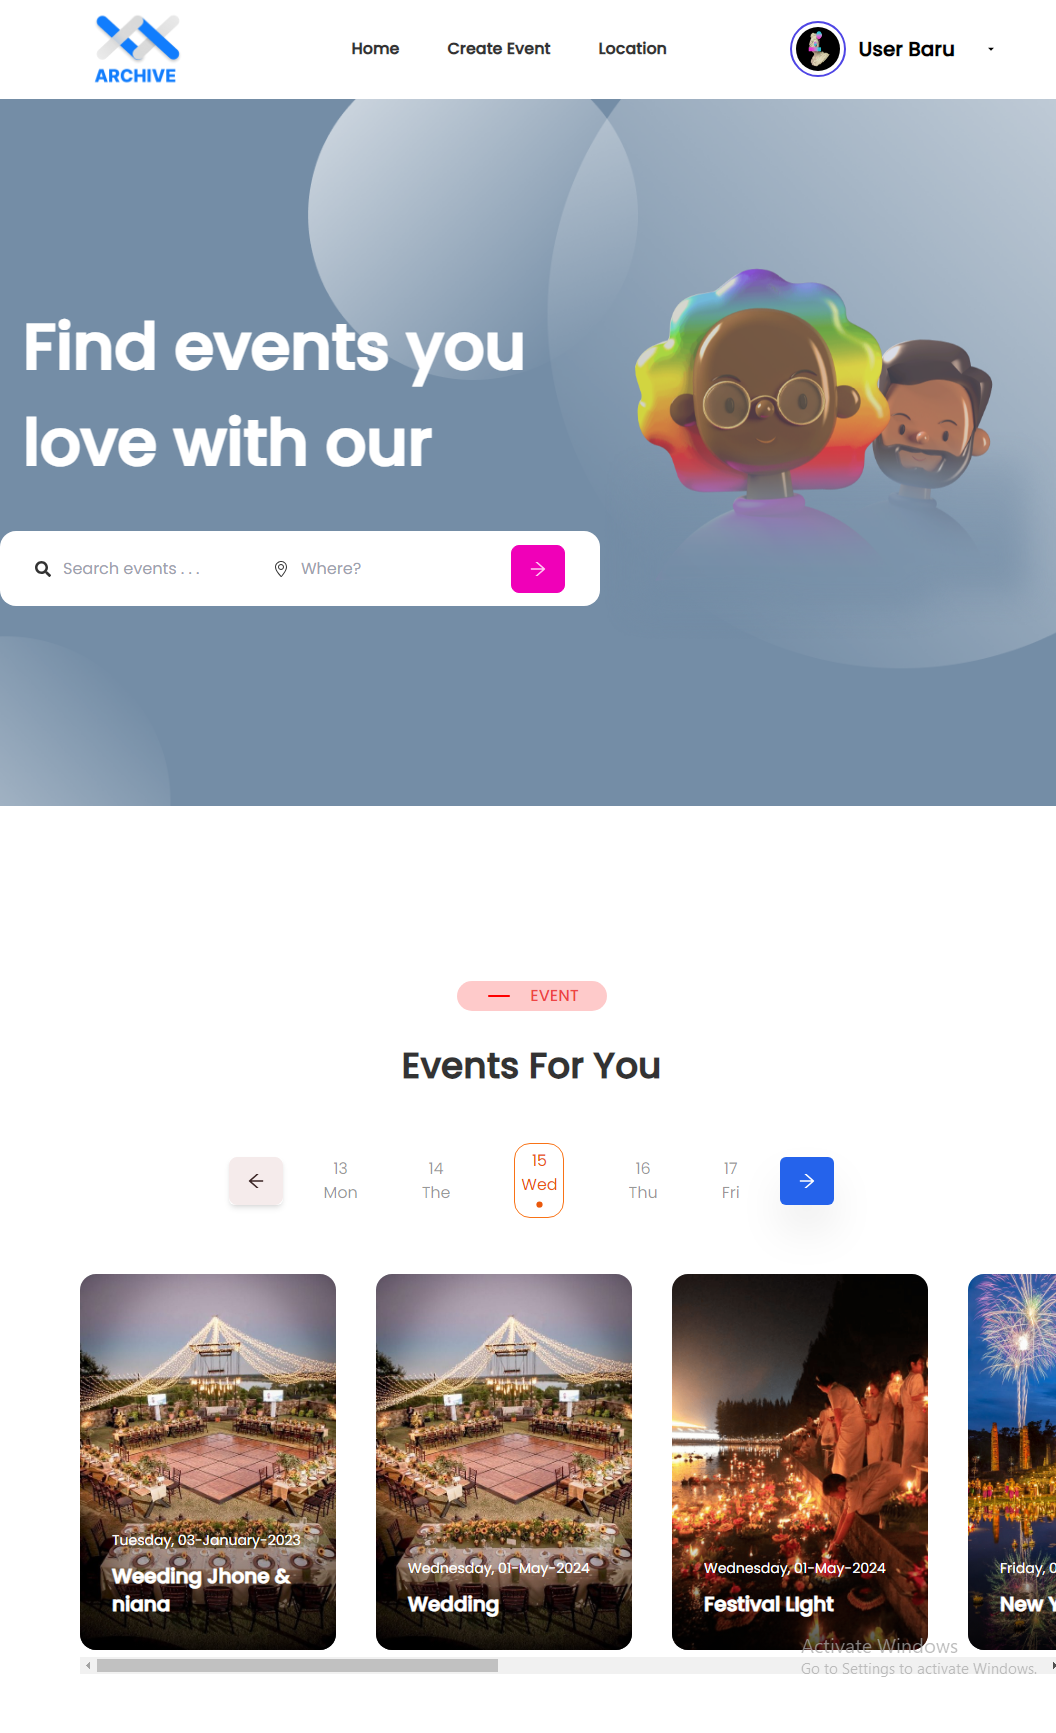 ARCHIVE
Home Create Event Location
User Baru
Find events you
love with our
Search events . . .
Where?
EVENT
Events For You
13
Mon
14
The
15
Wed
16
Thu
17
Fri
Tuesday, 03-January-2023
Weeding Jhone &
niana
Wednesday, 01-May-2024
Wedding
Wednesday, 01-May-2024
Festival LIght
Friday, 0
New Y
Activate Windows
Go to Settings to activate Windows.